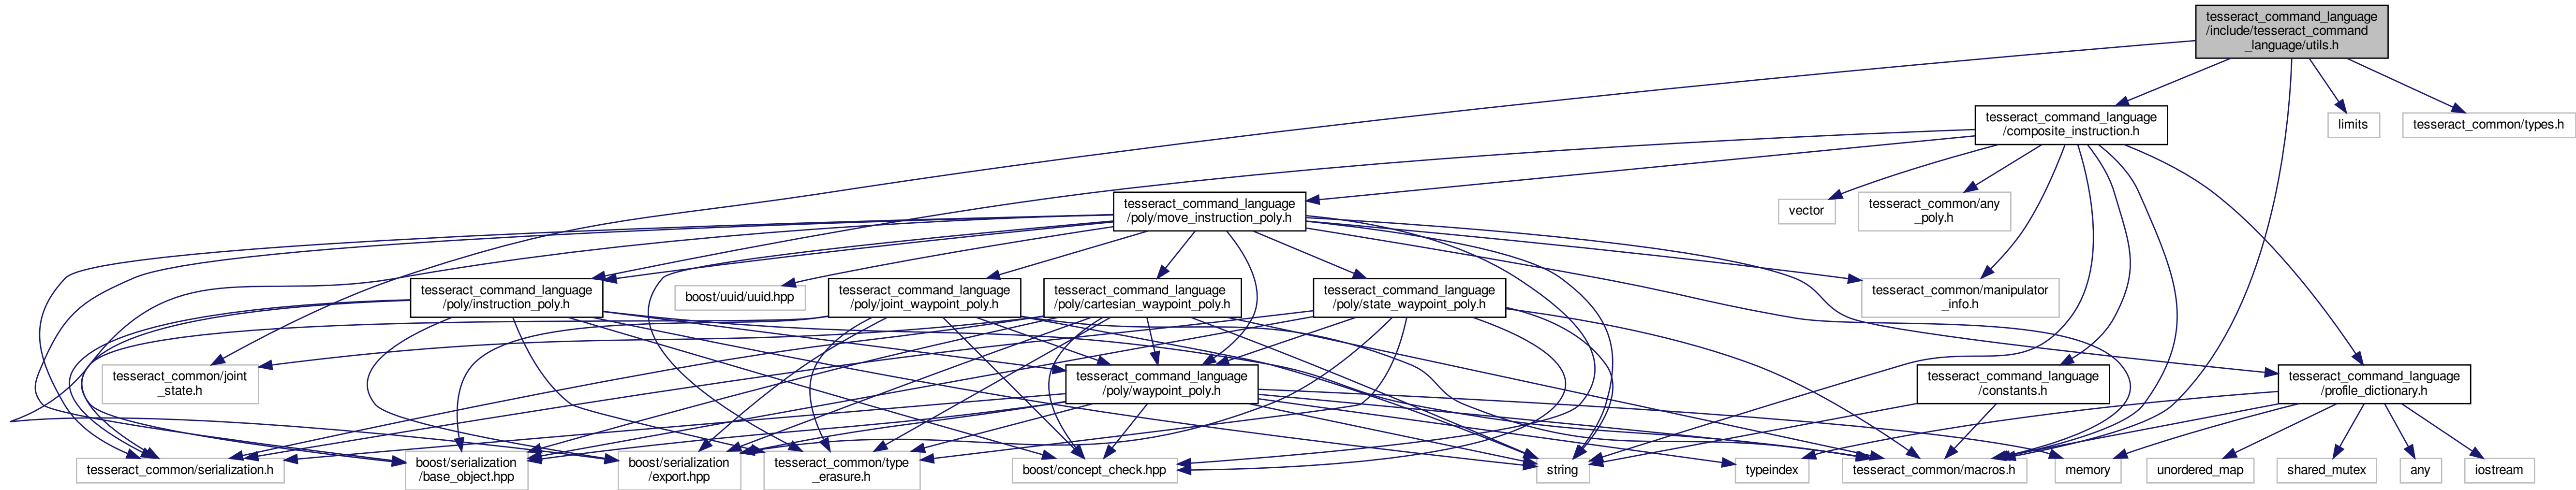 tesseract_command_language
/include/tesseract_command
_language/utils.h
tesseract_command_language
/composite_instruction.h
limits
tesseract_common/types.h
tesseract_command_language
/poly/move_instruction_poly.h
vector
tesseract_common/any
_poly.h
tesseract_command_language
/poly/instruction_poly.h
boost/uuid/uuid.hpp
tesseract_command_language
/poly/joint_waypoint_poly.h
tesseract_command_language
/poly/cartesian_waypoint_poly.h
tesseract_command_language
/poly/state_waypoint_poly.h
tesseract_common/manipulator
_info.h
tesseract_common/joint
_state.h
tesseract_command_language
/poly/waypoint_poly.h
tesseract_command_language
/constants.h
tesseract_command_language
/profile_dictionary.h
tesseract_common/serialization.h
boost/serialization
/base_object.hpp
boost/serialization
/export.hpp
tesseract_common/type
_erasure.h
boost/concept_check.hpp
string
typeindex
tesseract_common/macros.h
memory
unordered_map
shared_mutex
any
iostream